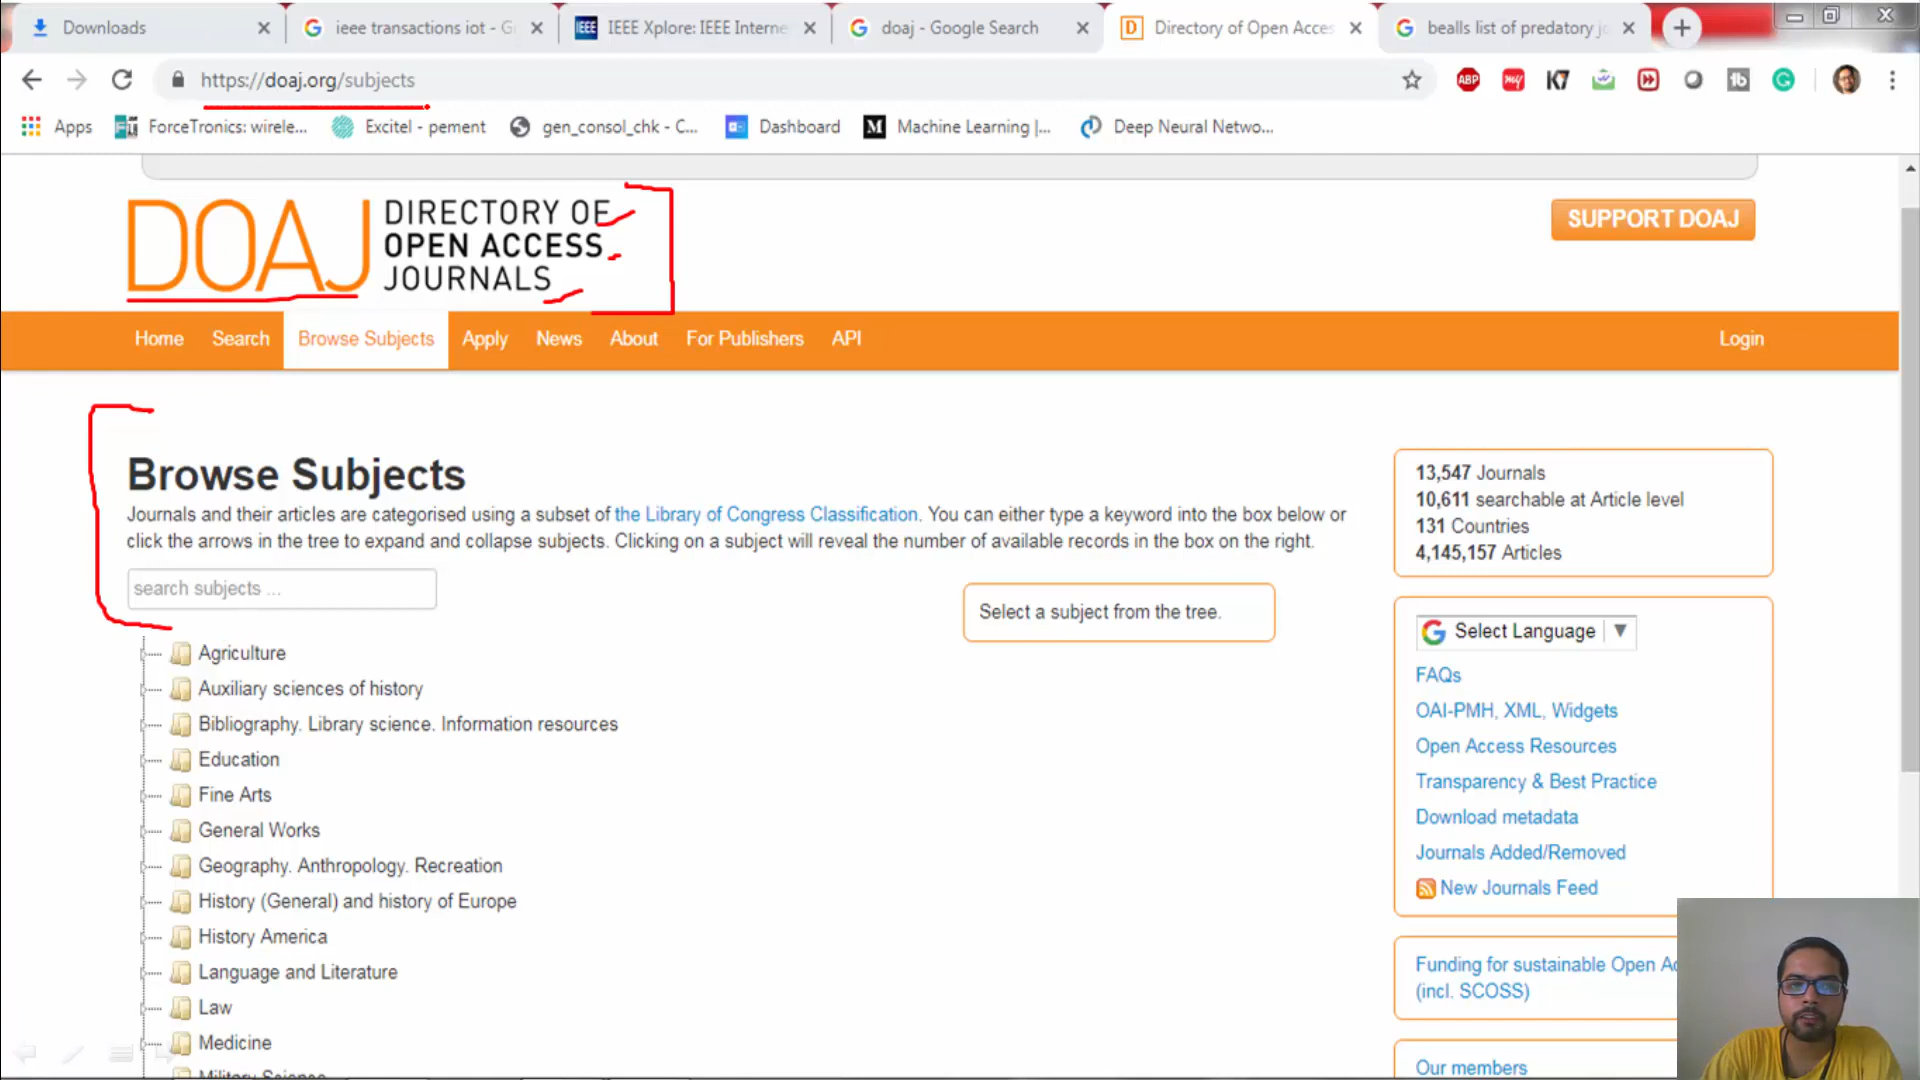 Downloads
ieee transactions iot - Go
IEEE Xplore: IEEE Interne
doaj - Google Search
Directory of Open Acces
bealls list of predatory jo
https://doaj.org/subjects
Apps
ForceTronics: wirele...
Excitel - pement
gen_consol_chk - C...
Dashboard
Machine Learning |...
Deep Neural Netwo...
DOAJ
DIRECTORY OF
OPEN ACCESS
JOURNALS
SUPPORT DOAJ
Home Search Browse Subjects Apply News About For Publishers API Login
Browse Subjects
Journals and their articles are categorised using a subset of the Library of Congress Classification. You can either type a keyword into the box below or
click the arrows in the tree to expand and collapse subjects. Clicking on a subject will reveal the number of available records in the box on the right.
search subjects ...
Select a subject from the tree.
Agriculture
Auxiliary sciences of history
Bibliography. Library science. Information resources
Education
Fine Arts
General Works
Geography. Anthropology. Recreation
History (General) and history of Europe
History America
Language and Literature
Law
Medicine
Military Science
13,547 Journals
10,611 searchable at Article level
131 Countries
4,145,157 Articles
Select Language
FAQs
OAI-PMH, XML, Widgets
Open Access Resources
Transparency & Best Practice
Download metadata
Journals Added/Removed
New Journals Feed
Funding for sustainable Open Ac
(incl. SCOSS)
Our members